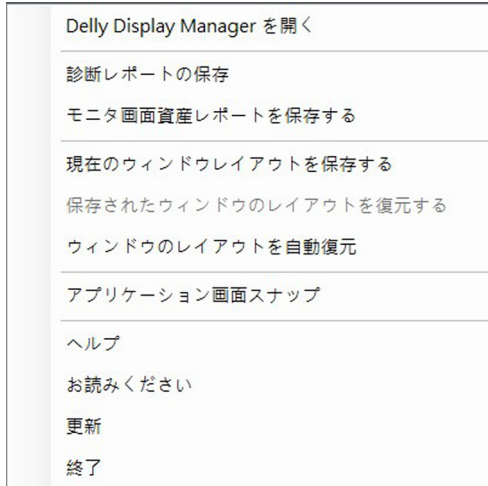 Delly Display Manager を開く
診断レポートの保存
モニタ画面資産レポートを保存する
現在のウィンドウレイアウトを保存する
保存されたウィンドウのレイアウトを復元する
ウィンドウのレイアウトを自動復元
アプリケーション画面スナップ
ヘルプ
お読みください
更新
終了